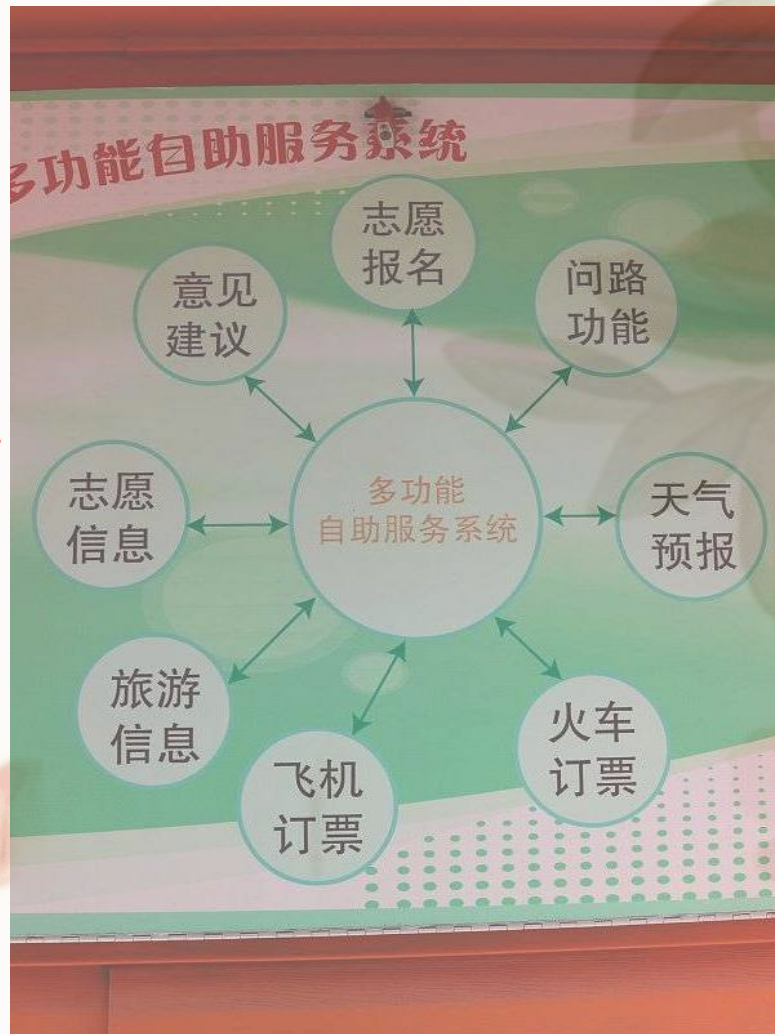 多功能自助服务系统
志愿
报名
意见
建议
问路
功能
志愿
信息
多功能
自助服务系统
天气
预报
旅游
信息
飞机
订票
火车
订票